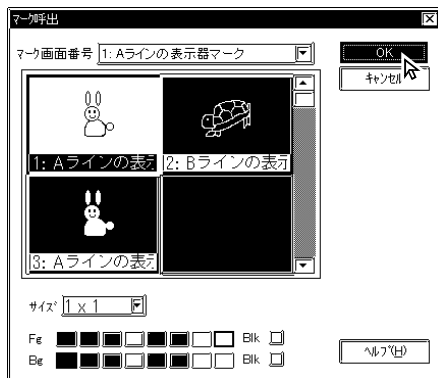 マーク呼出
マーク画面番号 1: Aラインの表示器マーク
OK
キャンセル
1: Aラインの表示
2: Bラインの表示
3: Aラインの表示
サイズ 1 x 1
Fg Blk
Bg Blk
ヘルプ(H)